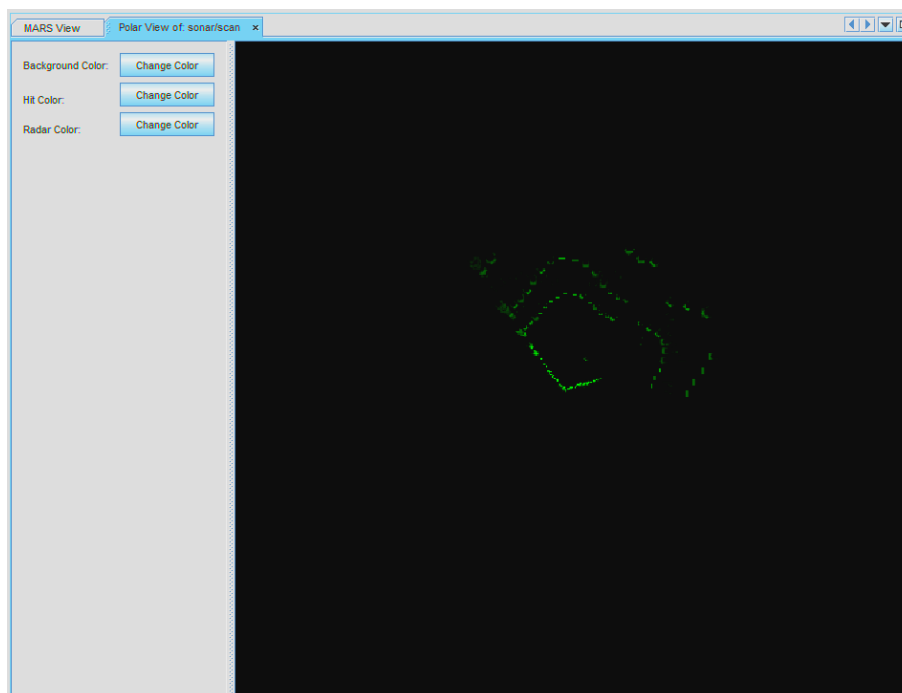 MARS View
Polar View of: sonar/scan
Background Color: Change Color
Hit Color: Change Color
Radar Color: Change Color